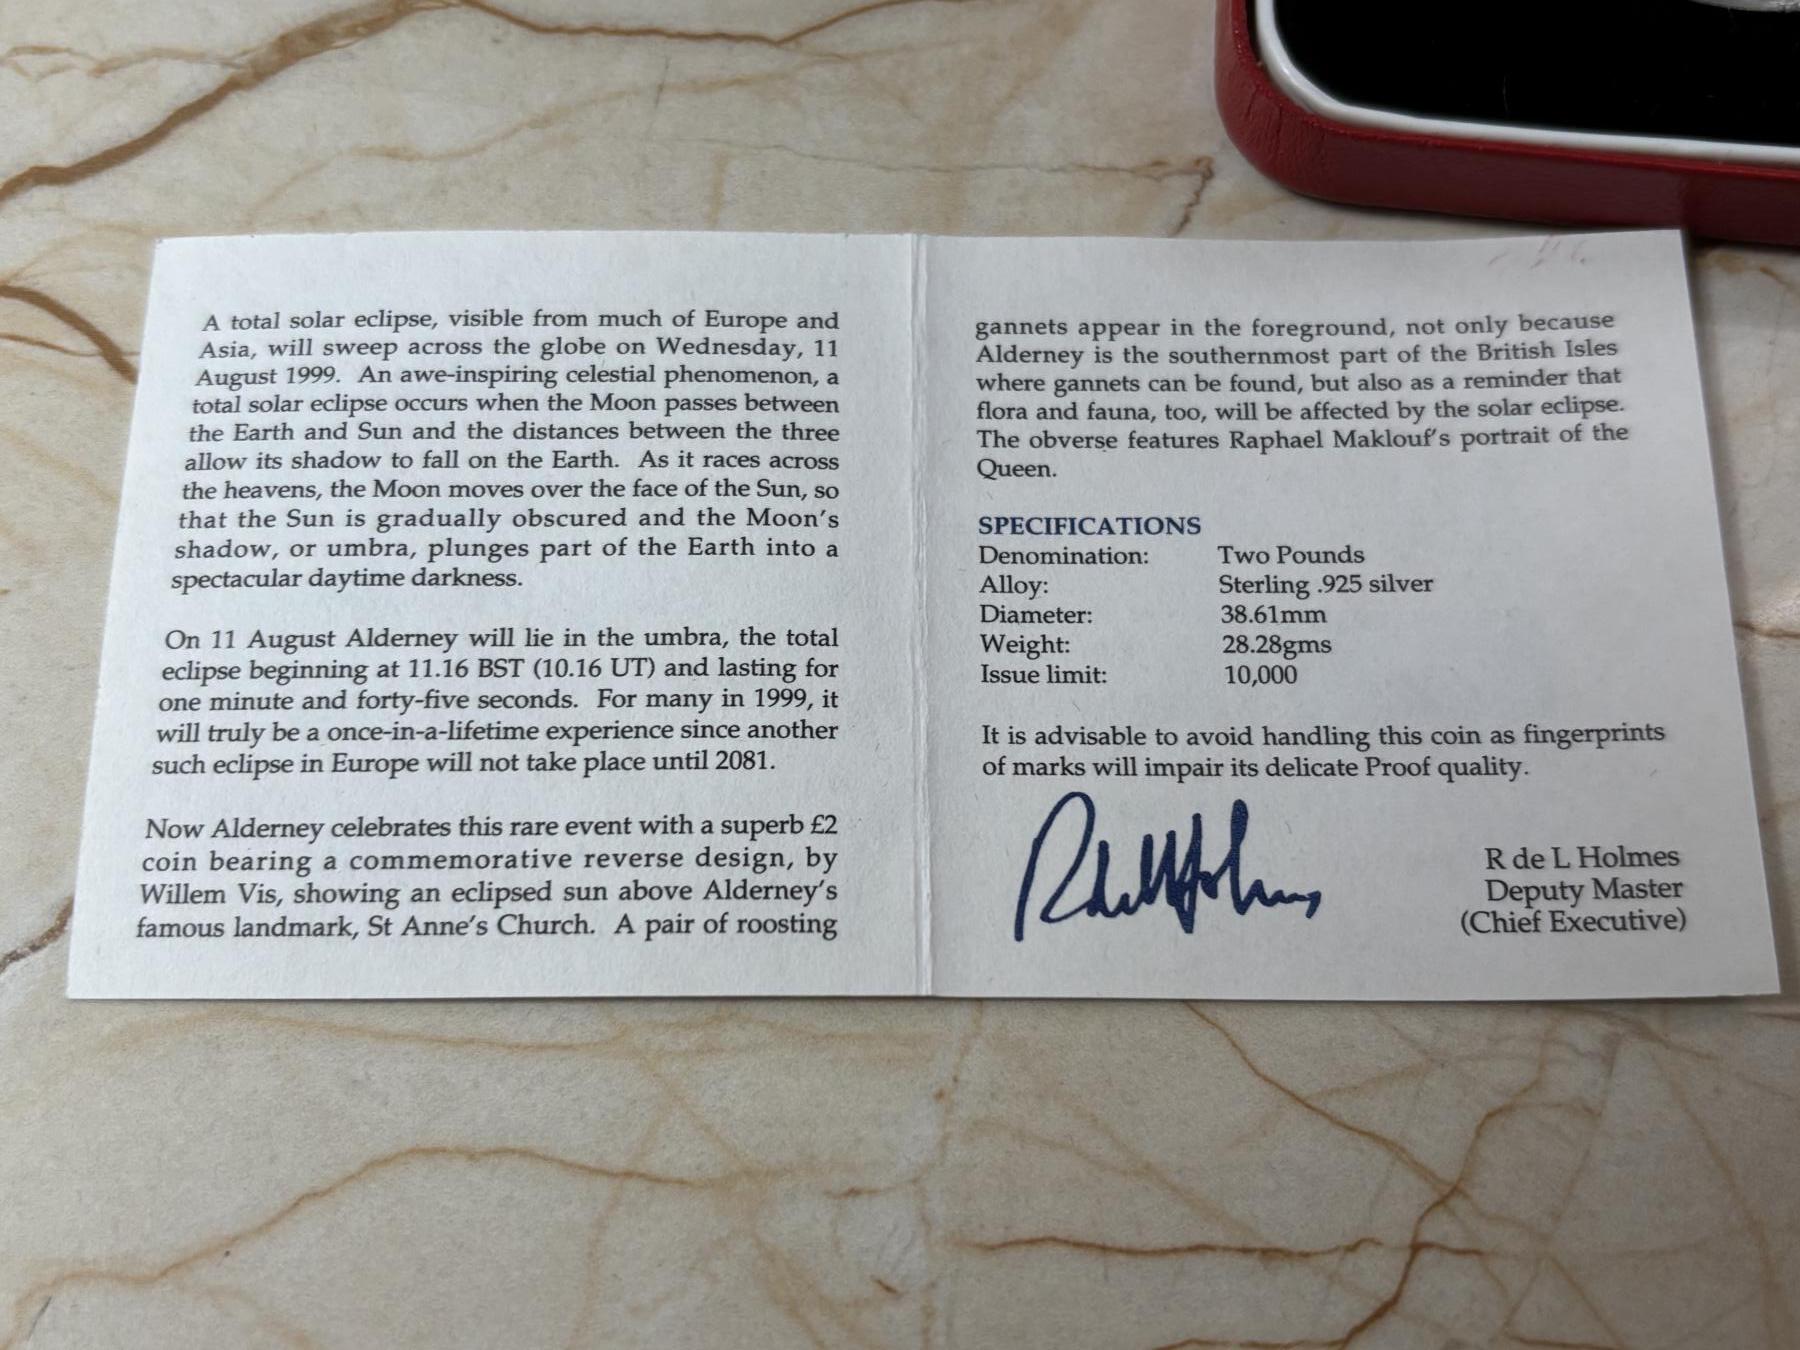 A total solar eclipse, visible from much of Europe and
Asia, will sweep across the globe on Wednesday, 11
August 1999. An awe-inspiring celestial phenomenon, a
total solar eclipse occurs when the Moon passes between
the Earth and Sun and the distances between the three
allow its shadow to fall on the Earth. As it races across
the heavens, the Moon moves over the face of the Sun, so
that the Sun is gradually obscured and the Moon's
shadow, or umbra, plunges part of the Earth into a
spectacular daytime darkness.
On 11 August Alderney will lie in the umbra, the total
eclipse beginning at 11.16 BST (10.16 UT) and lasting for
one minute and forty-five seconds. For many in 1999, it
will truly be a once-in-a-lifetime experience since another
such eclipse in Europe will not take place until 2081.
Now Alderney celebrates this rare event with a superb £2
coin bearing a commemorative reverse design, by
Willem Vis, showing an eclipsed sun above Alderney's
famous landmark, St Anne's Church. A pair of roosting
gannets appear in the foreground, not only because
Alderney is the southernmost part of the British Isles
where gannets can be found, but also as a reminder that
flora and fauna, too, will be affected by the solar eclipse.
The obverse features Raphael Maklouf's portrait of the
Queen.
SPECIFICATIONS
Denomination: Two Pounds
Alloy: Sterling .925 silver
Diameter: 38.61mm
Weight: 28.28gms
Issue limit: 10,000
It is advisable to avoid handling this coin as fingerprints
of marks will impair its delicate Proof quality.
R de L Holmes
Deputy Master
(Chief Executive)